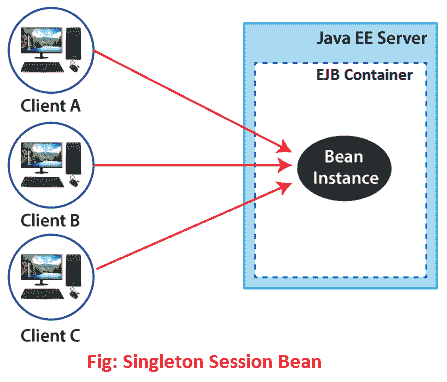 Java EE Server
EJB Container
Client A
Bean
Instance
Client B
Client C
Fig: Singleton Session Bean